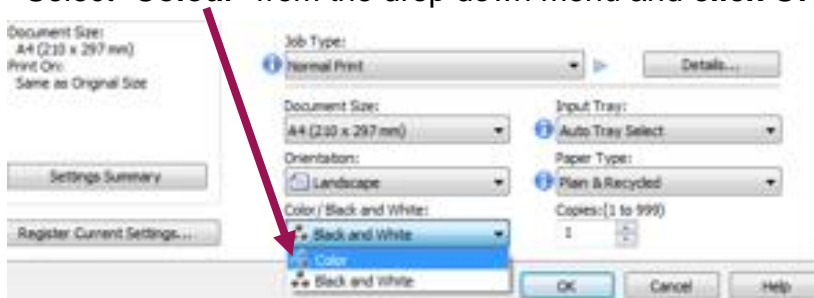 Select "Colour" from the drop down menu and click
Document Size:
A4 (210 x 297 mm)
Print On:
Same as Original Size
Settings Summary
Register Current Settings...
Job Type:
Normal Print
Details...
Document Size:
A4 (210 x 297 mm)
Input Tray:
Auto Tray Select
Orientation:
Landscape
Paper Type:
Plain & Recycled
Color/ Black and White:
Black and White
Copies:(1 to 999)
1
Color
Black and White
OK
Cancel
Help